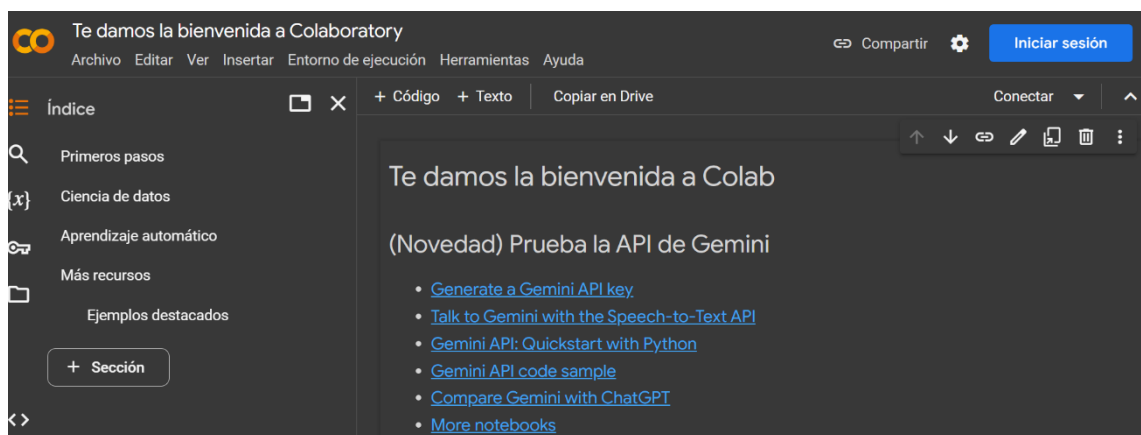 Te damos la bienvenida a Colaboratory
Archivo Editar Ver Insertar Entorno de ejecución Herramientas Ayuda
Compartir
Iniciar sesión
Índice
+ Código + Texto Copiar en Drive
Conectar
Primeros pasos
Ciencia de datos
{x}
Aprendizaje automático
Más recursos
Ejemplos destacados
+ Sección
Te damos la bienvenida a Colab
(Novedad) Prueba la API de Gemini
• Generate a Gemini API key
• Talk to Gemini with the Speech-to-Text API
• Gemini API: Quickstart with Python
• Gemini API code sample
• Compare Gemini with ChatGPT
• More notebooks